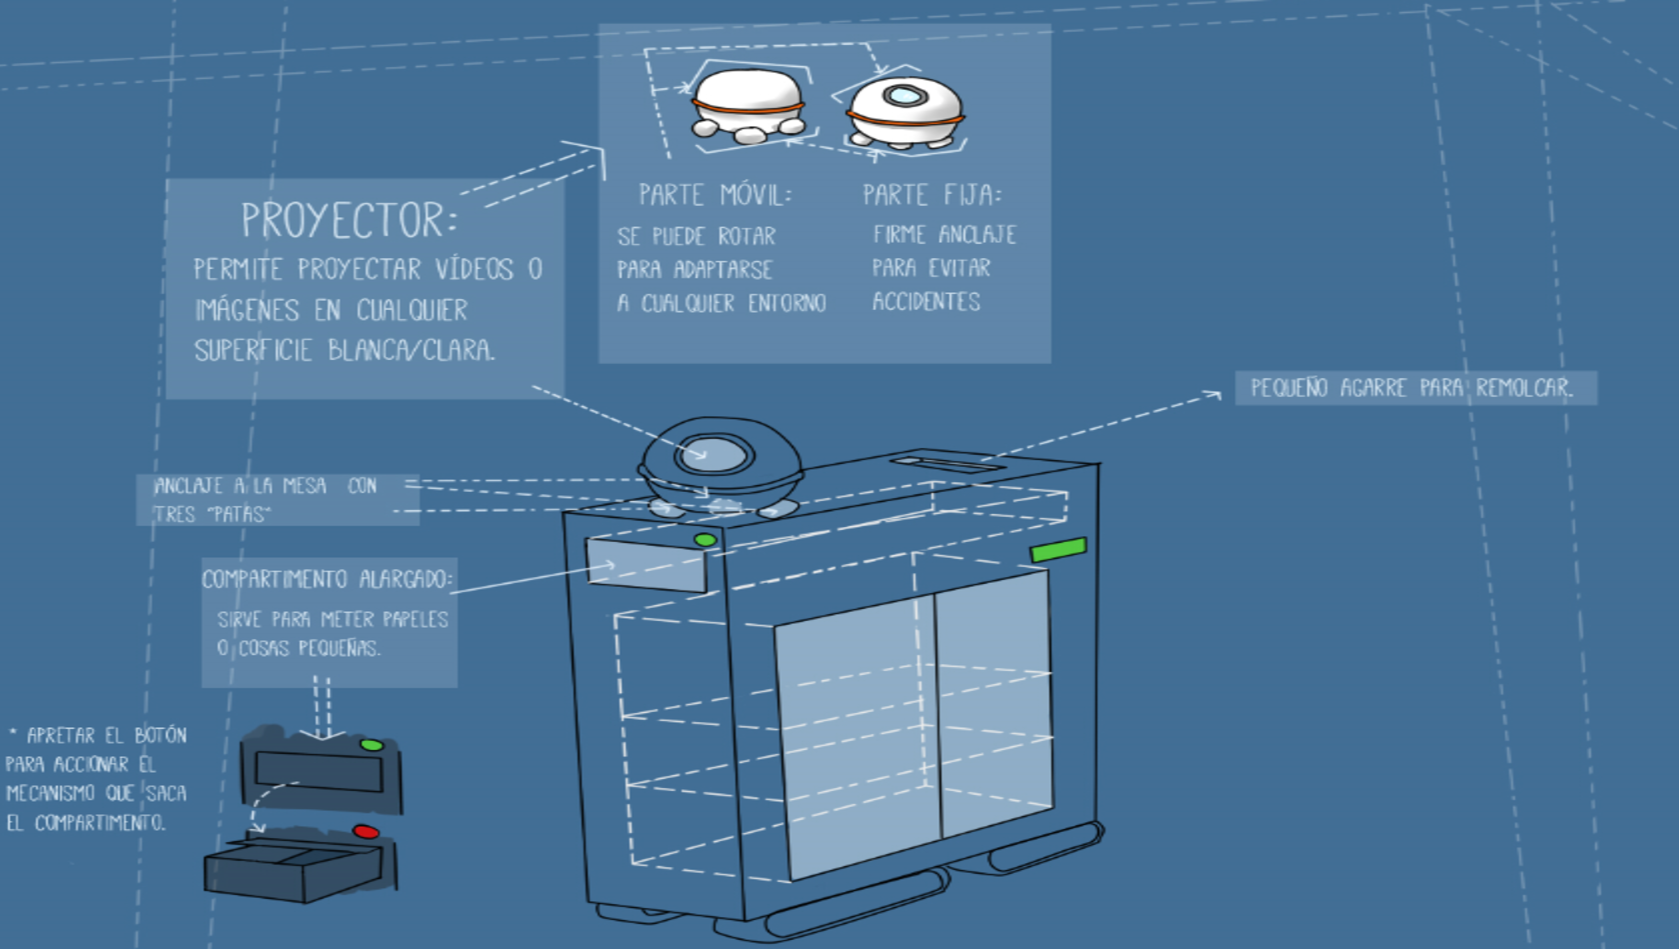 PARTE MÓVIL:
SE PUEDE ROTAR
PARA ADAPTARSE
A CUALQUIER ENTORNO
PARTE FIJA:
FIRME ANCLAJE
PARA EVITAR
ACCIDENTES
PROYECTOR:
PERMITE PROYECTAR VÍDEOS O
IMÁGENES EN CUALQUIER
SUPERFICIE BLANCA/CLARA.
PEQUEÑO AGARRE PARA REMOLCAR.
ANCLAJE A LA MESA CON
TRES "PATAS"
COMPARTIMENTO ALARGADO:
SIRVE PARA METER PAPELES
O COSAS PEQUEÑAS.
* APRETAR EL BOTÓN
PARA ACCIONAR EL
MECANISMO QUE SACA
EL COMPARTIMENTO.